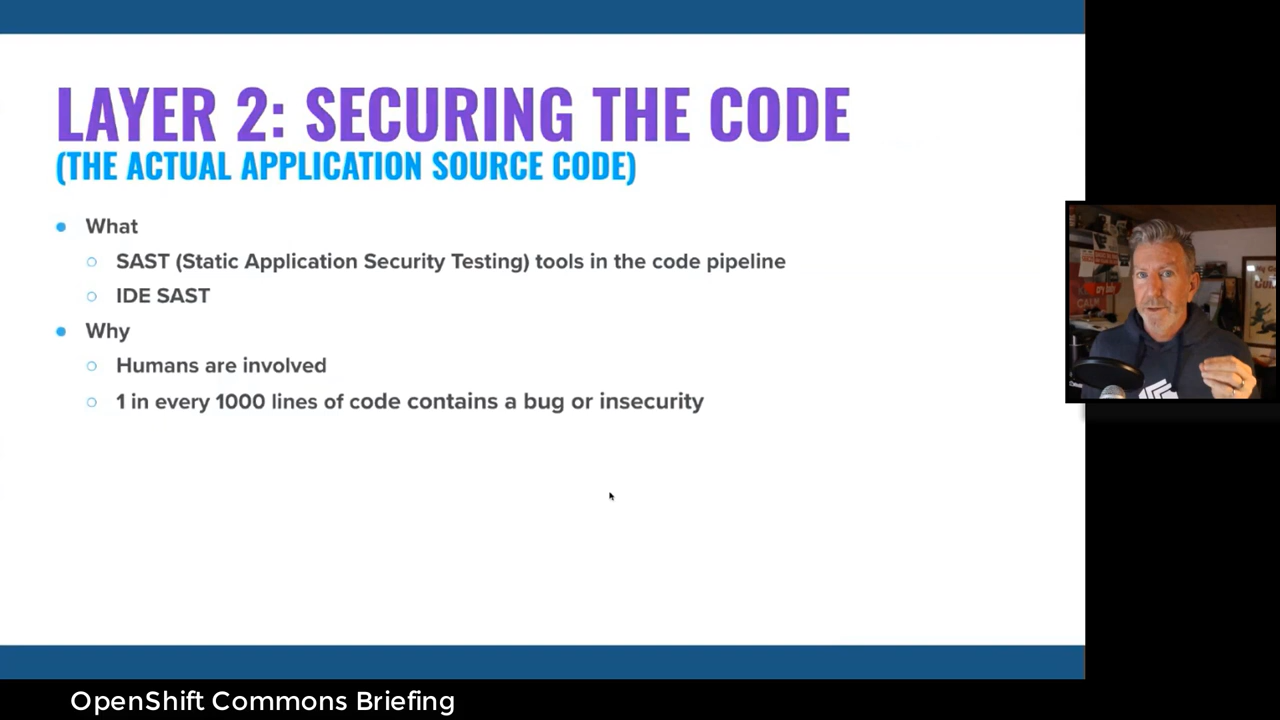 LAYER 2: SECURING THE CODE
(THE ACTUAL APPLICATION SOURCE CODE)
What
SAST (Static Application Security Testing) tools in the code pipeline
IDE SAST
Why
Humans are involved
1 in every 1000 lines of code contains a bug or insecurity
OpenShift Commons Briefing